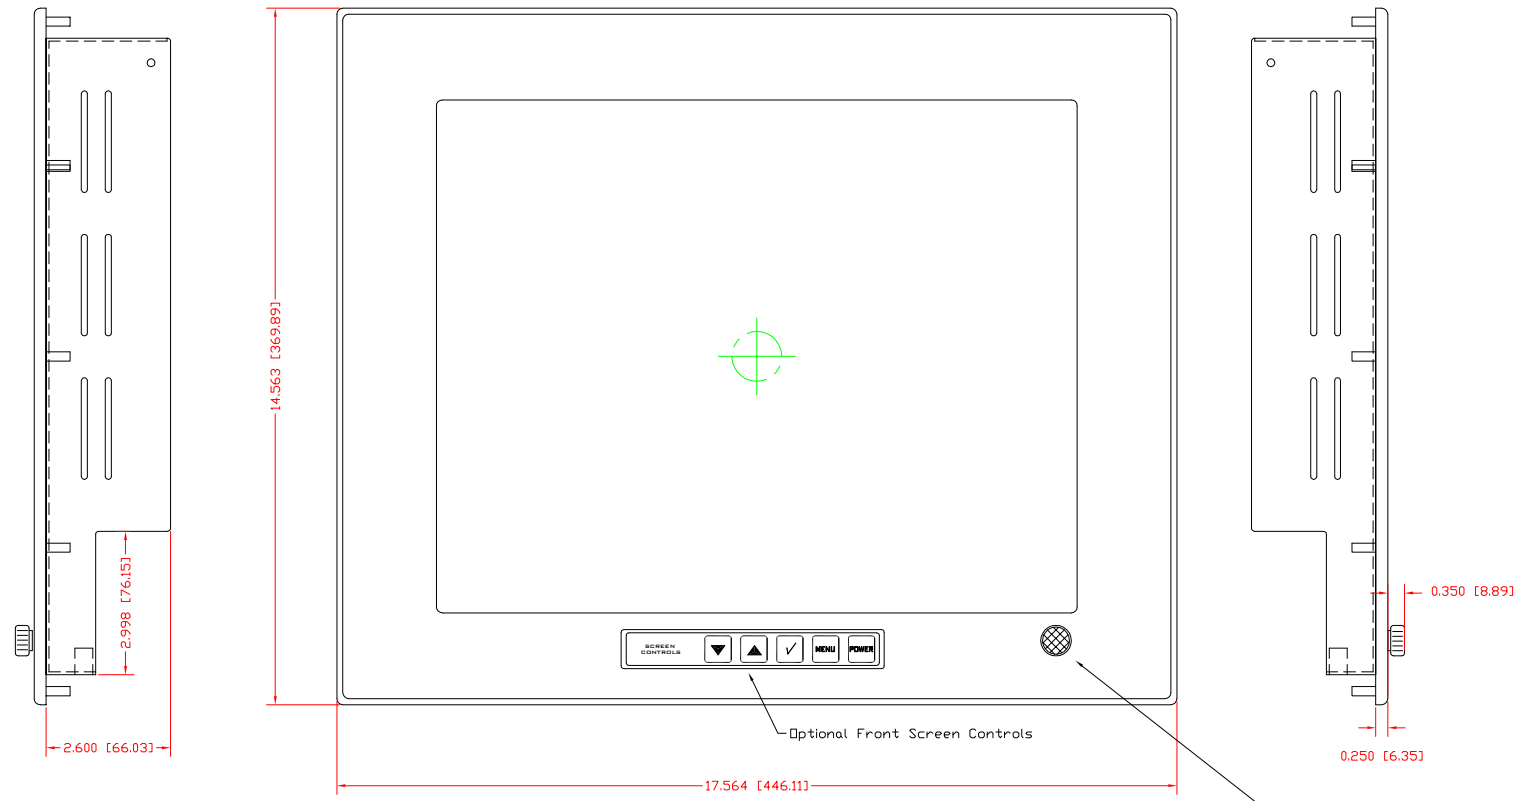 14.563 [369.89]
2.998 [76.15]
0.350 [8.89]
SCREEN
CONTROLS
MENU
POWER
Optional Front Screen Controls
2.600 [66.03]
0.250 [6.35]
17.564 [446.11]